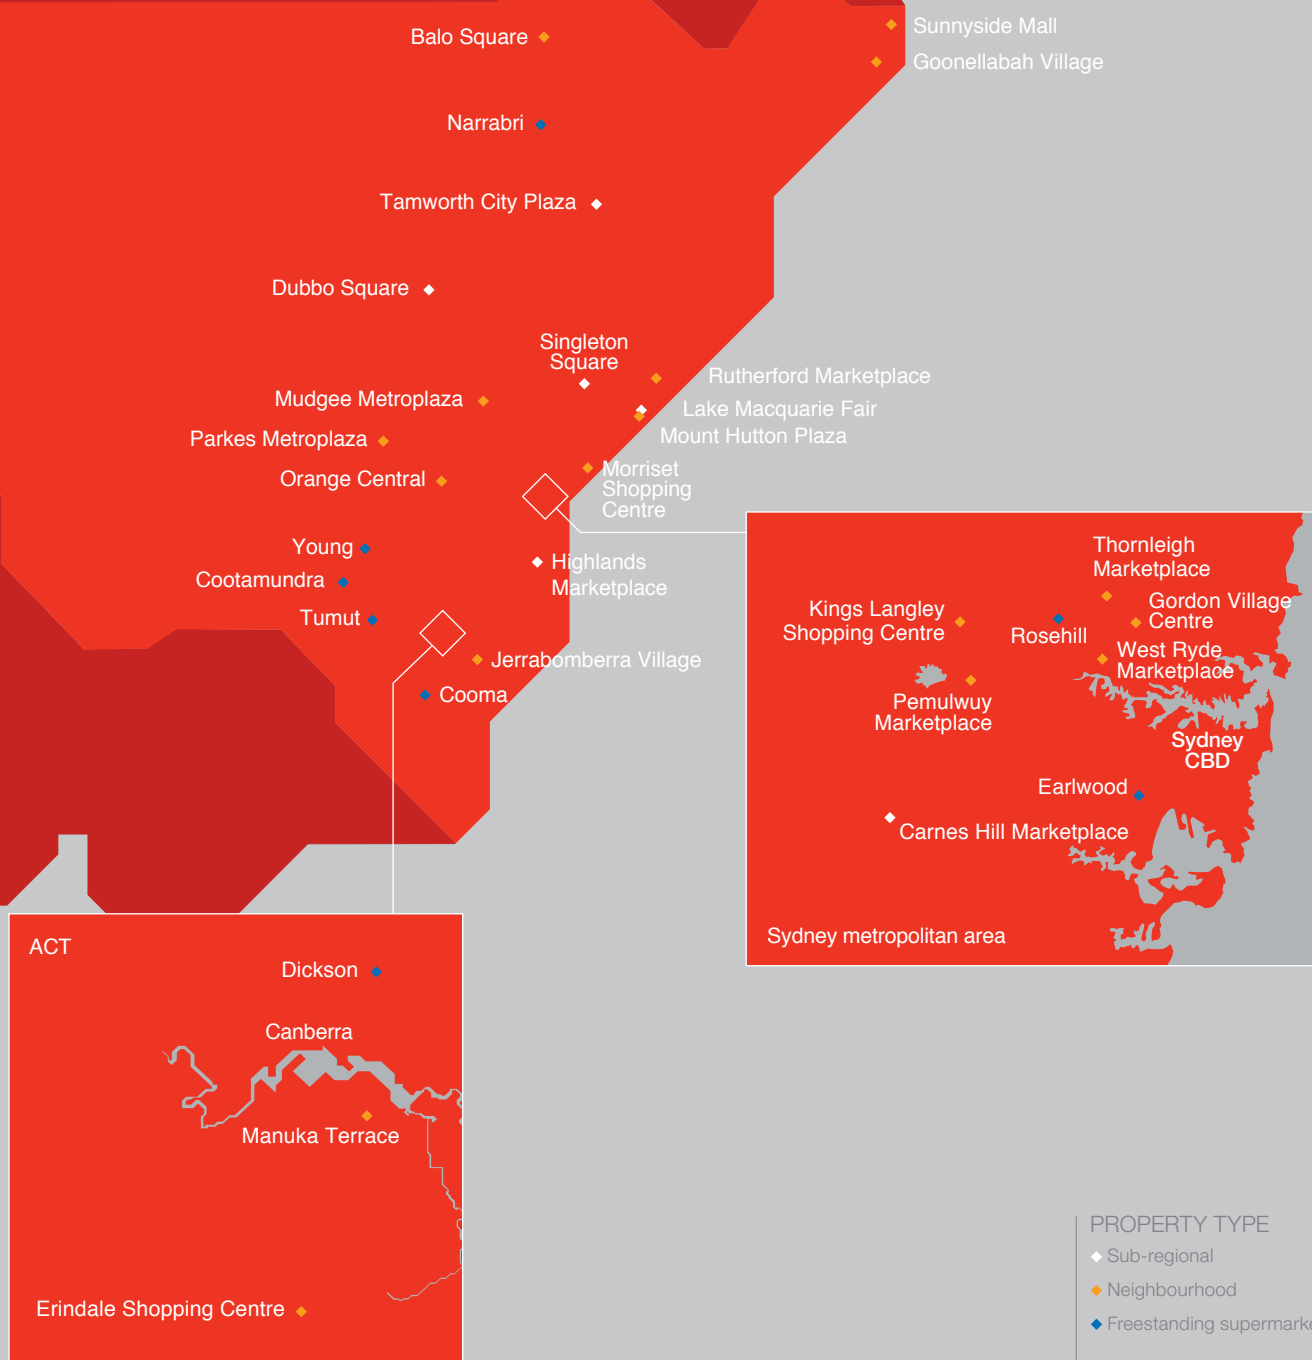 Balo Square
Sunnyside Mall
Goonellabah Village
Narrabri
Tamworth City Plaza
Dubbo Square
Singleton
Square
Rutherford Marketplace
Mudgee Metroplaza
Lake Macquarie Fair
Parkes Metroplaza
Mount Hutton Plaza
Orange Central
Morriset
Shopping
Centre
Young
Highlands
Marketplace
Cootamundra
Tumut
Jerrabomberra Village
Cooma
Thornleigh
Marketplace
Kings Langley
Shopping Centre
Gordon Village
Centre
Rosehill
West Ryde
Marketplace
Pemulwuy
Marketplace
Sydney
CBD
Earlwood
Carnes Hill Marketplace
Sydney metropolitan area
ACT
Dickson
Canberra
Manuka Terrace
Erindale Shopping Centre
PROPERTY TYPE
Sub-regional
Neighbourhood
Freestanding supermarke